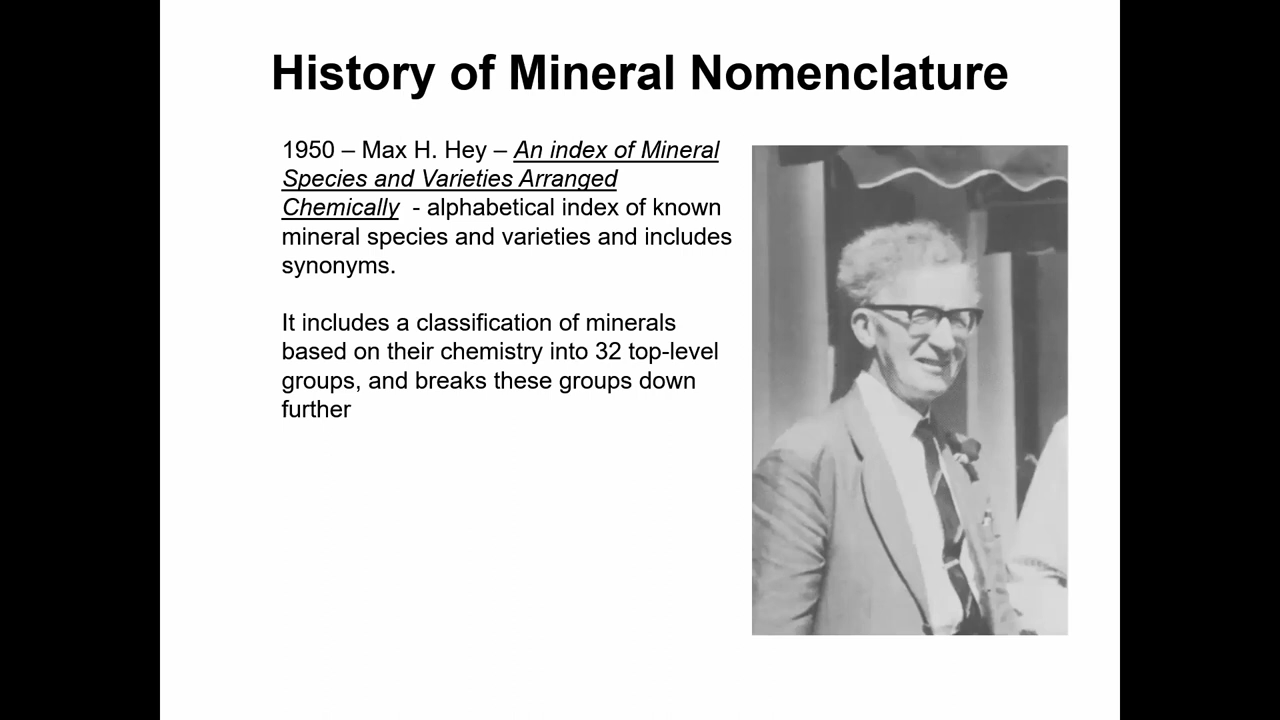 History of Mineral Nomenclature
1950 – Max H. Hey – An index of Mineral
Species and Varieties Arranged
Chemically - alphabetical index of known
mineral species and varieties and includes
synonyms.
It includes a classification of minerals
based on their chemistry into 32 top-level
groups, and breaks these groups down
further